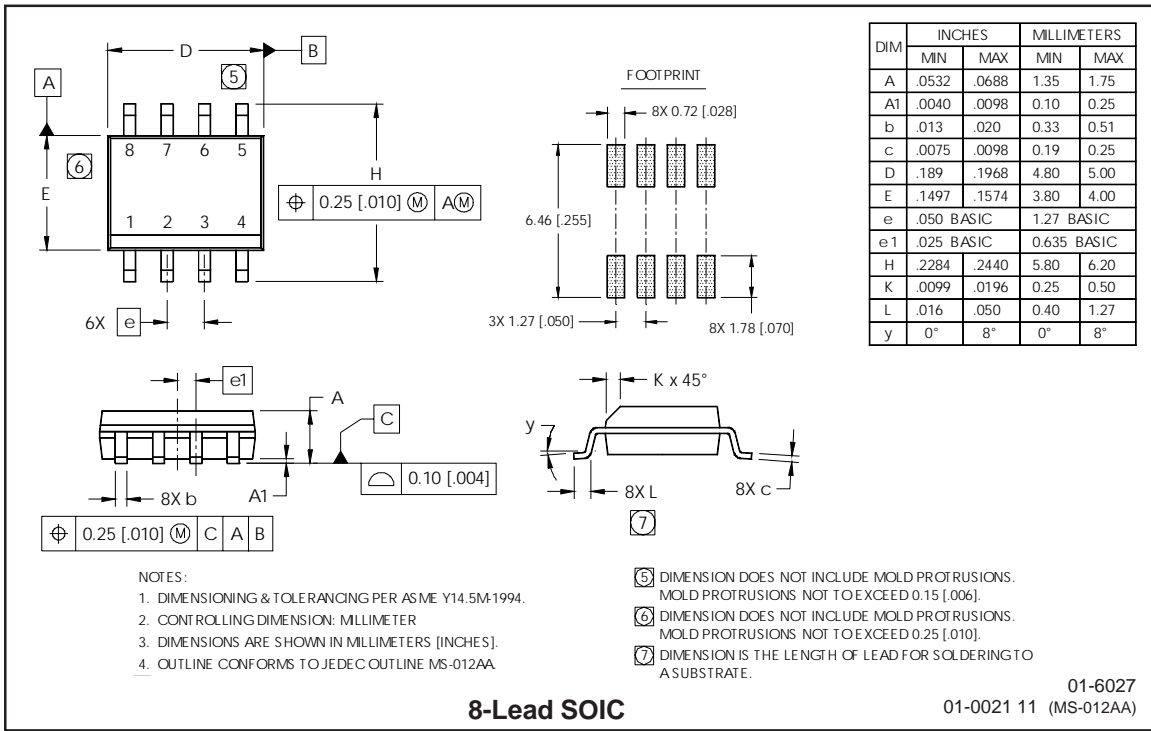 D
B
5
A
8 7 6 5
6
E
H
⌖ 0.25 [.010] Ⓜ AⓂ
1 2 3 4
6X e
FOOTPRINT
8X 0.72 [.028]
6.46 [.255]
3X 1.27 [.050]
8X 1.78 [.070]
DIM INCHES MILLIMETERS
MIN MAX MIN MAX
A .0532 .0688 1.35 1.75
A1 .0040 .0098 0.10 0.25
b .013 .020 0.33 0.51
c .0075 .0098 0.19 0.25
D .189 .1968 4.80 5.00
E .1497 .1574 3.80 4.00
e .050 BASIC 1.27 BASIC
e1 .025 BASIC 0.635 BASIC
H .2284 .2440 5.80 6.20
K .0099 .0196 0.25 0.50
L .016 .050 0.40 1.27
y 0° 8° 0° 8°
e1
A
C
⌓ 0.10 [.004]
8X b
A1
⌖ 0.25 [.010] Ⓜ C A B
K x 45°
y
8X L
7
8X c
NOTES:
1. DIMENSIONING & TOLERANCING PER ASME Y14.5M-1994.
2. CONTROLLING DIMENSION: MILLIMETER
3. DIMENSIONS ARE SHOWN IN MILLIMETERS [INCHES].
4. OUTLINE CONFORMS TO JEDEC OUTLINE MS-012AA.
5 DIMENSION DOES NOT INCLUDE MOLD PROTRUSIONS.
MOLD PROTRUSIONS NOT TO EXCEED 0.15 [.006].
6 DIMENSION DOES NOT INCLUDE MOLD PROTRUSIONS.
MOLD PROTRUSIONS NOT TO EXCEED 0.25 [.010].
7 DIMENSION IS THE LENGTH OF LEAD FOR SOLDERING TO
A SUBSTRATE.
8-Lead SOIC
01-6027
01-0021 11 (MS-012AA)